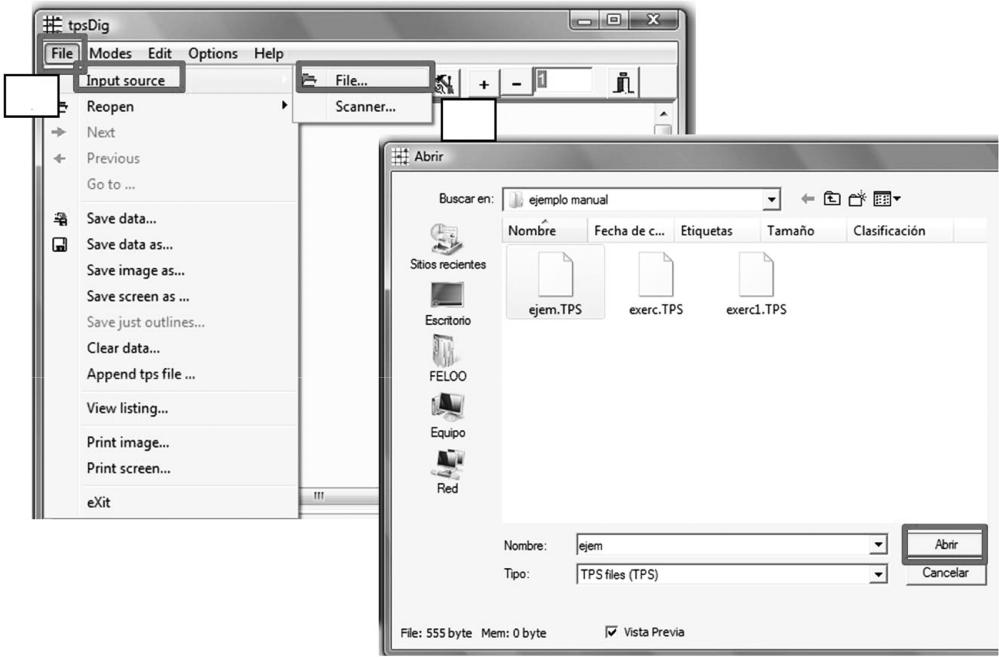 tpsDig
File Modes Edit Options Help
Input source
File...
1
Reopen
Scanner...
Next
Previous
Go to ...
Save data...
Save data as...
Save image as...
Save screen as ...
Save just outlines...
Clear data...
Append tps file ...
View listing...
Print image...
Print screen...
eXit
Abrir
Buscar en: ejemplo manual
Nombre Fecha de c... Etiquetas Tamaño Clasificación
Sitios recientes
Escritorio
FELOO
Equipo
Red
ejem.TPS exerc.TPS exerc1.TPS
Nombre: ejem Abrir
Tipo: TPS files (TPS) Cancelar
File: 555 byte Mem: 0 byte Vista Previa